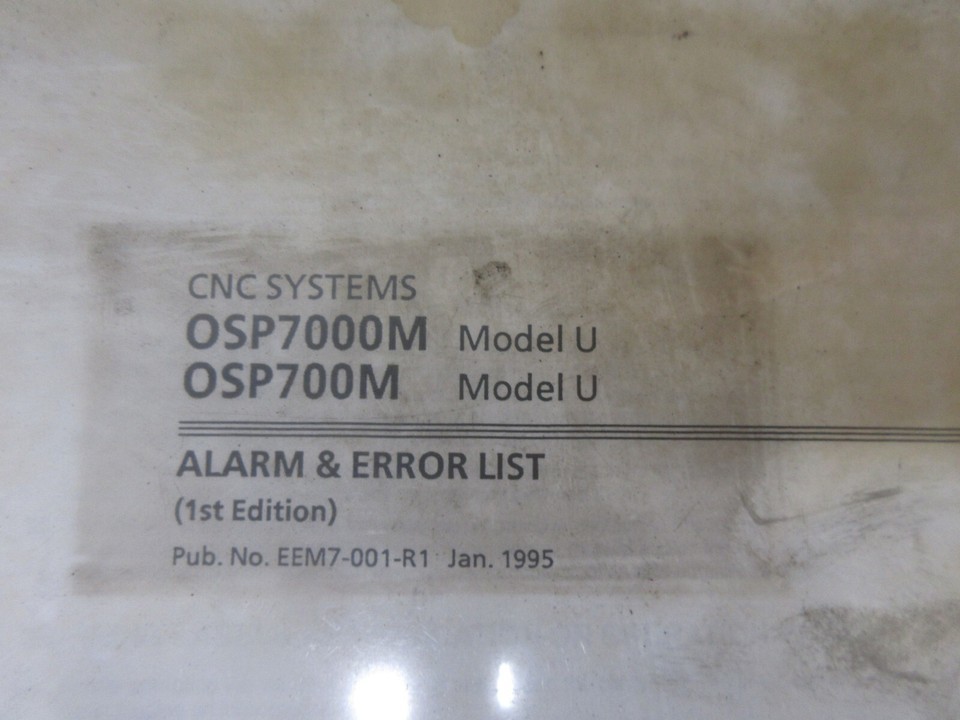 CNC SYSTEMS
OSP7000M Model U
OSP700M Model U
ALARM & ERROR LIST
(1st Edition)
Pub. No. EEM7-001-R1 Jan. 1995